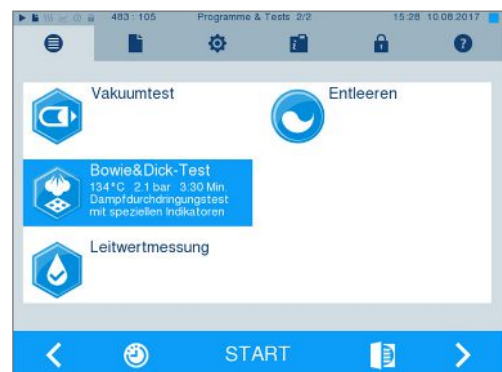 483 : 105 Programme & Tests 2/2 15:28 10.08.2017
Vakuumtest
Entleeren
Bowie&Dick-Test
134°C 2.1 bar 3:30 Min.
Dampfdurchdringungstest
mit speziellen Indikatoren
Leitwertmessung
START